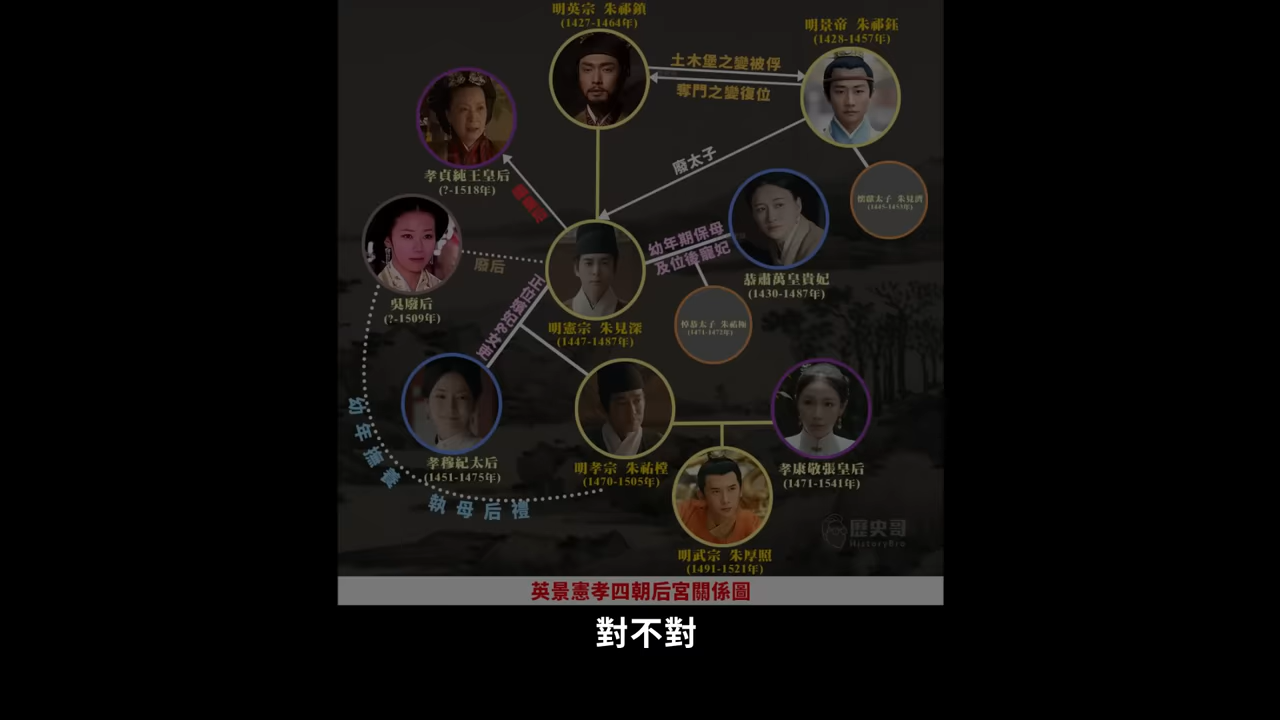 明英宗 朱祁鎮
(1427-1464年)
明景帝 朱祁鈺
(1428-1457年)
土木堡之變被俘
奪門之變復位
孝貞純王皇后
(?-1518年)
廢太子
懷獻太子 朱見濟
幼年期保母
及位後寵妃
恭肅萬皇貴妃
(1430-1487年)
廢后
吳廢后
(?-1509年)
明憲宗 朱見深
(1447-1487年)
悼恭太子 朱祐極
孝穆紀太后
(1451-1475年)
明孝宗 朱祐樘
(1470-1505年)
孝康敬張皇后
(1471-1541年)
幼年撫養
執母后禮
明武宗 朱厚照
(1491-1521年)
歷史哥
HistoryBro
英景憲孝四朝后宮關係圖
對不對